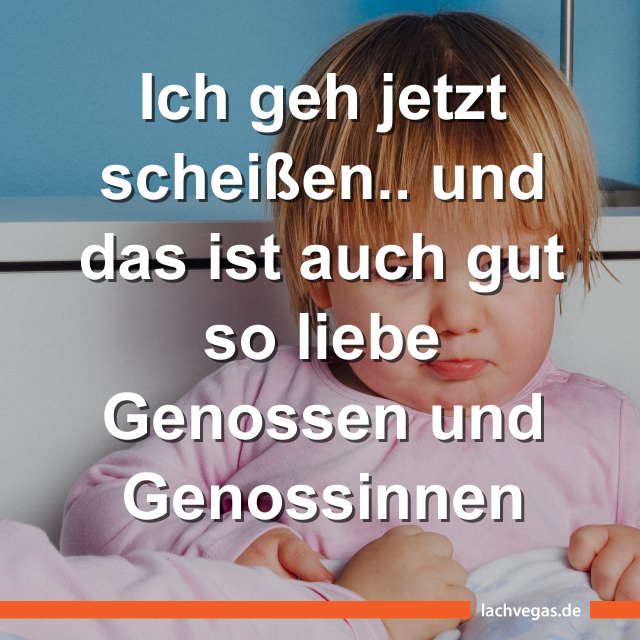 Ich geh jetzt
scheißen.. und
das ist auch gut
so liebe
Genossen und
Genossinnen
lachvegas.de